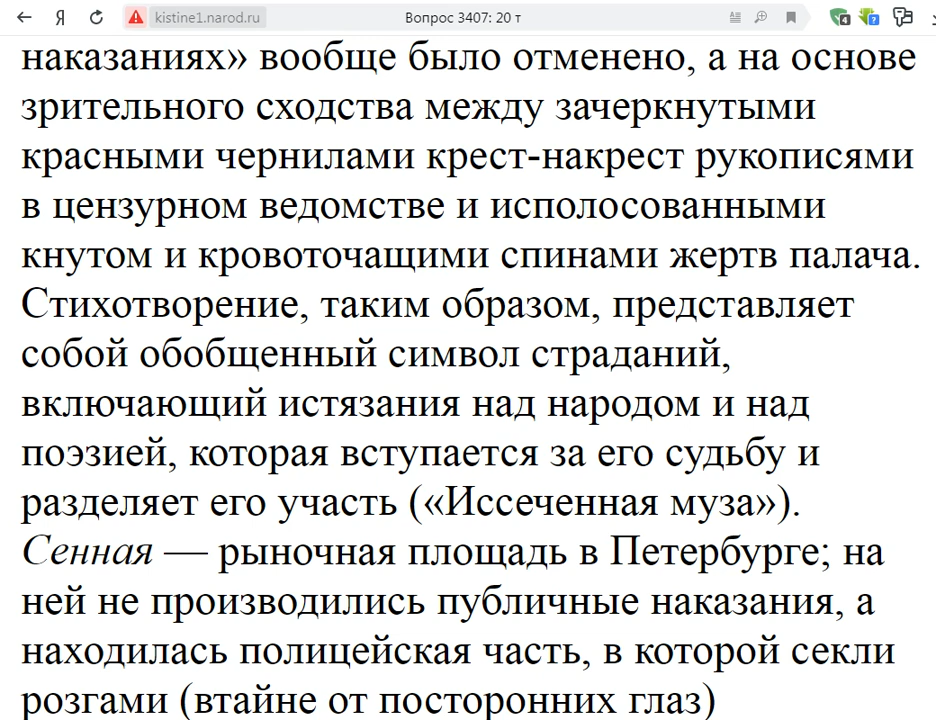 Я
kistine1.narod.ru
Вопрос 3407: 20 т
4
?
наказаниях» вообще было отменено, а на основе
зрительного сходства между зачеркнутыми
красными чернилами крест-накрест рукописями
в цензурном ведомстве и исполосованными
кнутом и кровоточащими спинами жертв палача.
Стихотворение, таким образом, представляет
собой обобщенный символ страданий,
включающий истязания над народом и над
поэзией, которая вступается за его судьбу и
разделяет его участь («Иссеченная муза»).
Сенная — рыночная площадь в Петербурге; на
ней не производились публичные наказания, а
находилась полицейская часть, в которой секли
розгами (втайне от посторонних глаз)